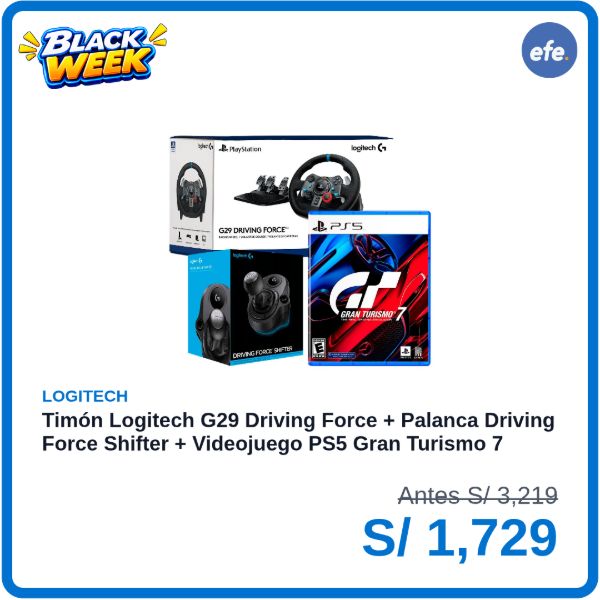 BLACK
WEEK
efe.
PlayStation
logitech G
G29 DRIVING FORCE
PS5
logitech G
GRAN TURISMO 7
DRIVING FORCE SHIFTER
E
LOGITECH
Timón Logitech G29 Driving Force + Palanca Driving
Force Shifter + Videojuego PS5 Gran Turismo 7
Antes S/ 3,219
S/ 1,729